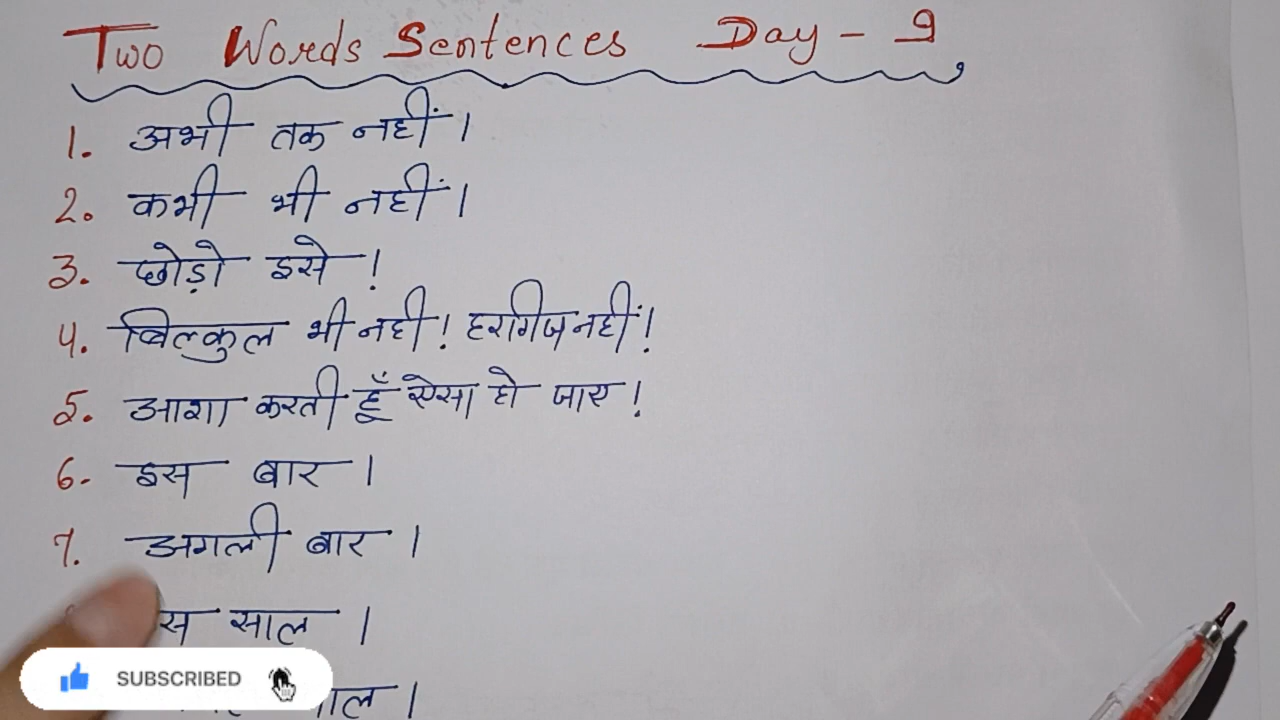 Two Words Sentences Day - 9
1. अभी तक नहीं।
2. कभी भी नहीं।
3. छोड़ो इसे!
4. बिल्कुल भी नही! हरगिज नहीं!
5. आशा करती हूँ ऐसा हो जाए!
6. इस बार।
7. अगली बार।
स साल।
SUBSCRIBED
ाल।